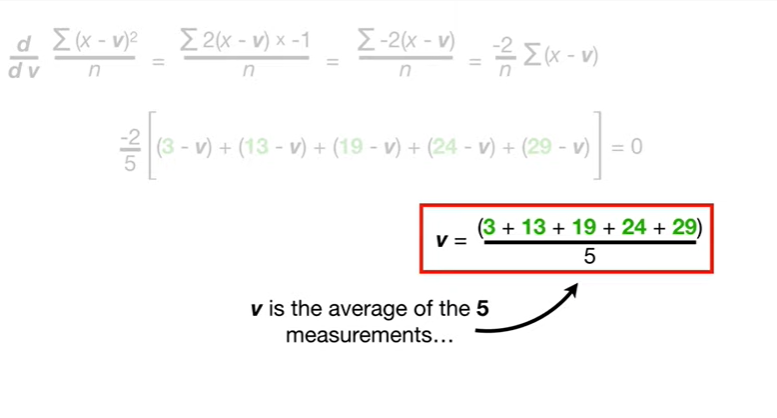 d/dv ∑(x - v)²/n = ∑2(x - v) × -1/n = ∑-2(x - v)/n = -2/n ∑(x - v)
-2/5 [(3 - v) + (13 - v) + (19 - v) + (24 - v) + (29 - v)] = 0
v = (3 + 13 + 19 + 24 + 29)/5
v is the average of the 5
measurements...